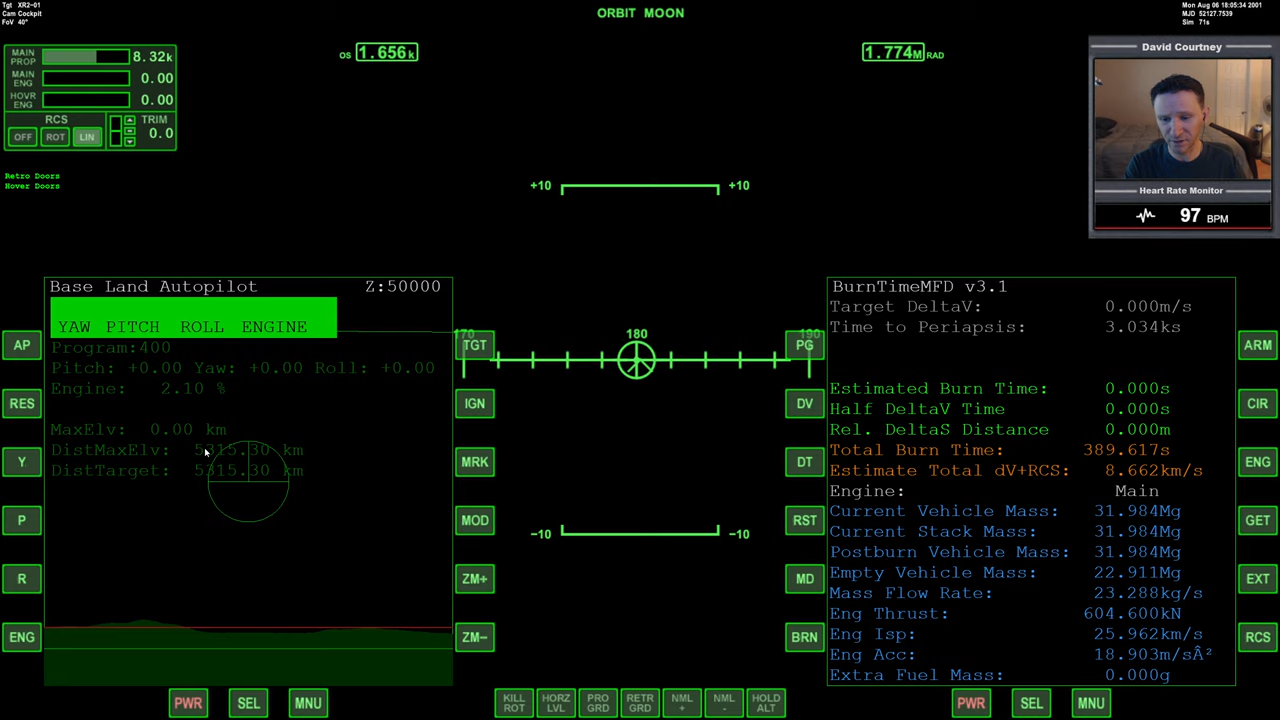 Tgt XR2-01
Cam Cockpit
FoV 40°
ORBIT MOON
Mon Aug 06 18:05:34 2001
MJD 52127.7539
Sim 71s
MAIN PROP 8.32k
MAIN ENG 0.00
HOVR ENG 0.00
RCS TRIM
OFF ROT LIN 0.0
Retro Doors
Hover Doors
OS 1.656k
1.774M RAD
David Courtney
Heart Rate Monitor
97 BPM
+10 +10
170 180 190
-10 -10
Base Land Autopilot Z:50000
YAW PITCH ROLL ENGINE
Program:400
Pitch: +0.00 Yaw: +0.00 Roll: +0.00
Engine: 2.10 %
MaxElv: 0.00 km
DistMaxElv: 5315.30 km
DistTarget: 5315.30 km
AP
RES
Y
P
R
ENG
TGT
IGN
MRK
MOD
ZM+
ZM-
PWR SEL MNU
KILL ROT
HORZ LVL
PRO GRD
RETR GRD
NML +
NML -
HOLD ALT
BurnTimeMFD v3.1
Target DeltaV: 0.000m/s
Time to Periapsis: 3.034ks
Estimated Burn Time: 0.000s
Half DeltaV Time 0.000s
Rel. DeltaS Distance 0.000m
Total Burn Time: 389.617s
Estimate Total dV+RCS: 8.662km/s
Engine: Main
Current Vehicle Mass: 31.984Mg
Current Stack Mass: 31.984Mg
Postburn Vehicle Mass: 31.984Mg
Empty Vehicle Mass: 22.911Mg
Mass Flow Rate: 23.288kg/s
Eng Thrust: 604.600kN
Eng Isp: 25.962km/s
Eng Acc: 18.903m/sÂ²
Extra Fuel Mass: 0.000g
PG
DV
DT
RST
MD
BRN
ARM
CIR
ENG
GET
EXT
RCS
PWR SEL MNU